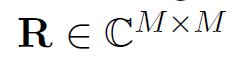 𝐑 ∈ ℂ^{M×M}